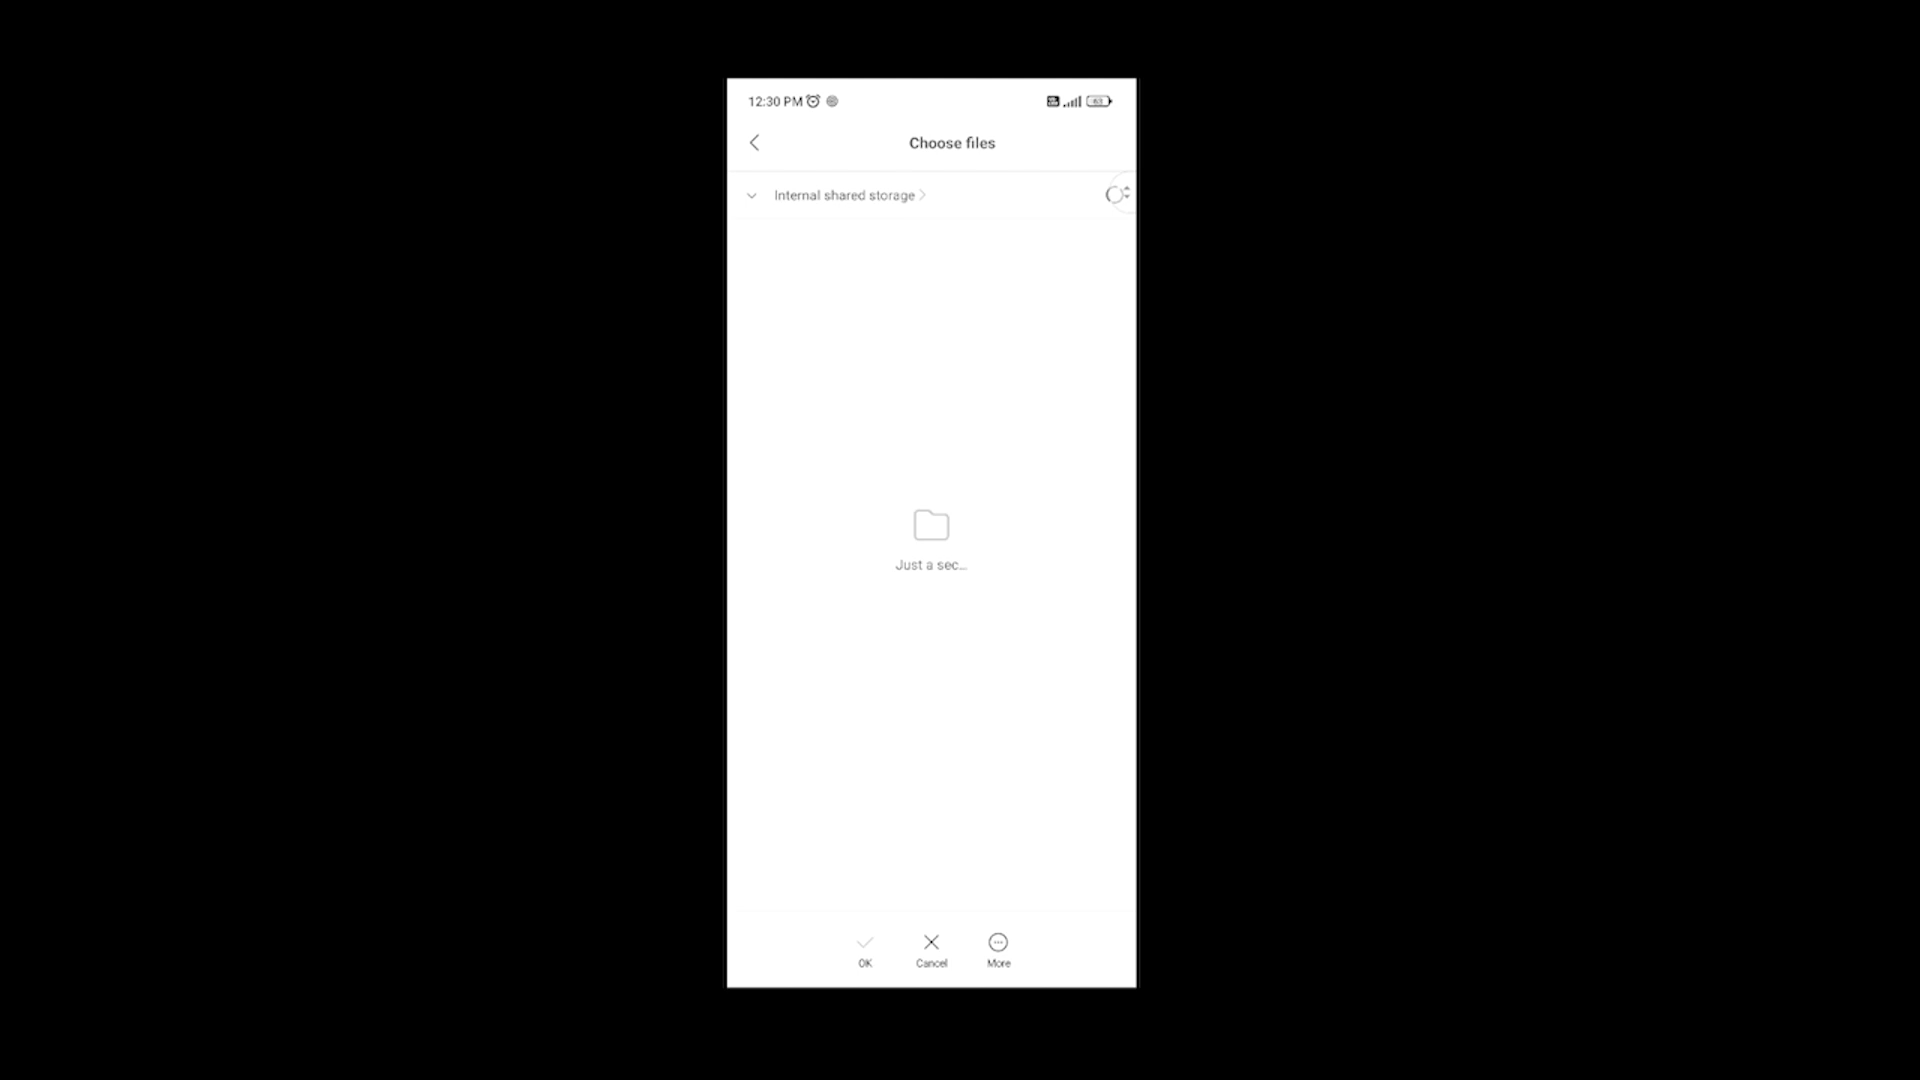 12:30 PM
Choose files
Internal shared storage
Just a sec...
OK
Cancel
More